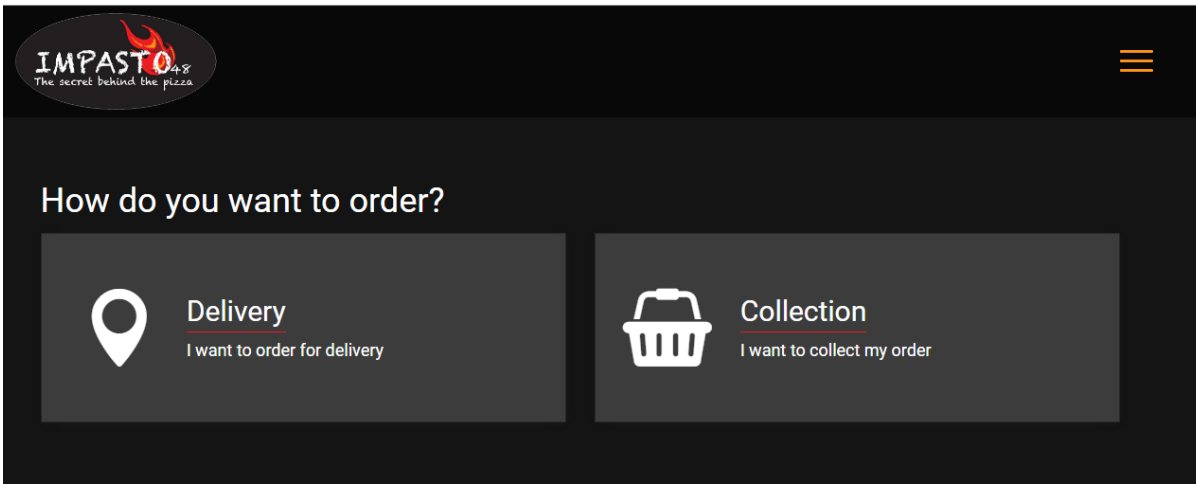 IMPASTO48
The secret behind the pizza
How do you want to order?
Delivery
I want to order for delivery
Collection
I want to collect my order